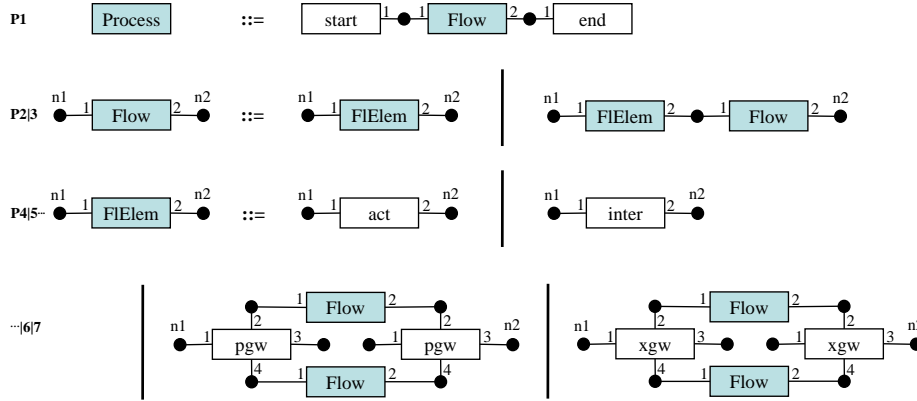 P1 Process ::= start 1 1 Flow 2 1 end
n1 n2 n1 n2 n1 n2
P2|3 1 Flow 2 ::= 1 FlElem 2 1 FlElem 2 1 Flow 2
n1 n2 n1 n2 n1 n2
P4|5··· 1 FlElem 2 ::= 1 act 2 1 inter 2
1 Flow 2 1 Flow 2
···|6|7 n1 2 2 n2 n1 2 2 n2
1 pgw 3 1 pgw 3 1 xgw 3 1 xgw 3
4 4 4 4
1 Flow 2 1 Flow 2